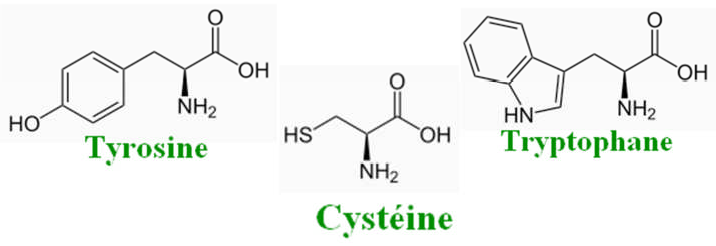 O
OH
NH2
HO
Tyrosine
O
HS
OH
NH2
Cystéine
O
OH
HN
NH2
Tryptophane